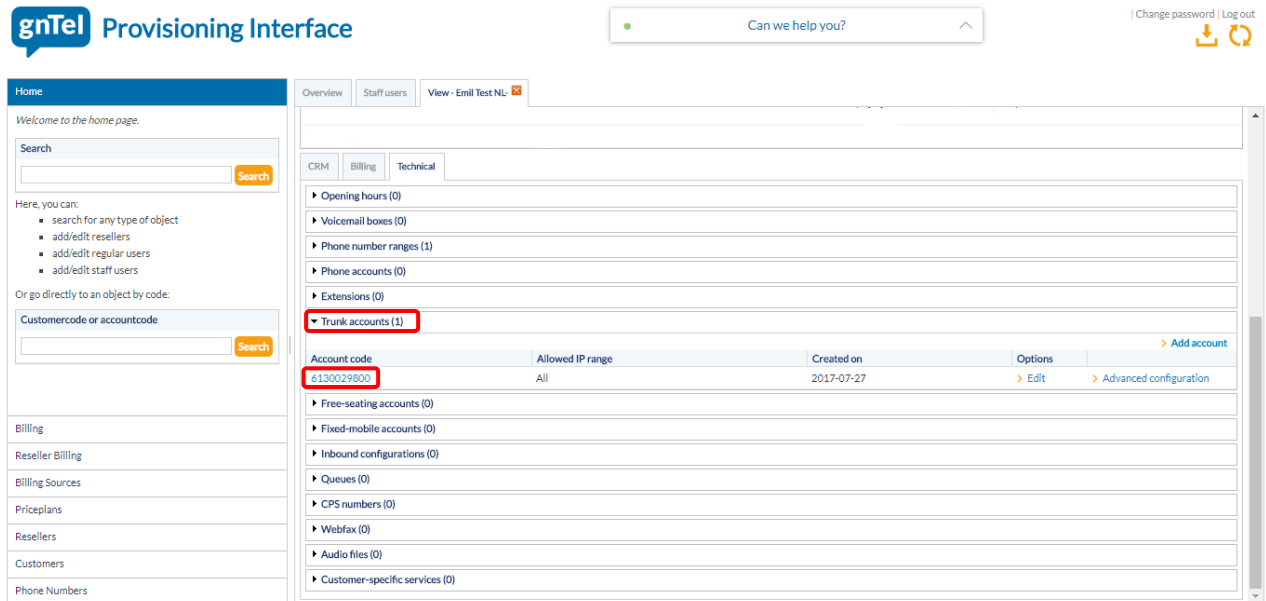 gnTel Provisioning Interface
Can we help you?
| Change password | Log out
Home
Welcome to the home page.
Search
Search
Here, you can:
search for any type of object
add/edit resellers
add/edit regular users
add/edit staff users
Or go directly to an object by code:
Customercode or accountcode
Search
Billing
Reseller Billing
Billing Sources
Priceplans
Resellers
Customers
Phone Numbers
Overview
Staff users
View - Emil Test NL-
CRM
Billing
Technical
Opening hours (0)
Voicemail boxes (0)
Phone number ranges (1)
Phone accounts (0)
Extensions (0)
Trunk accounts (1)
Add account
Account code Allowed IP range Created on Options
6130029800 All 2017-07-27 Edit Advanced configuration
Free-seating accounts (0)
Fixed-mobile accounts (0)
Inbound configurations (0)
Queues (0)
CPS numbers (0)
Webfax (0)
Audio files (0)
Customer-specific services (0)